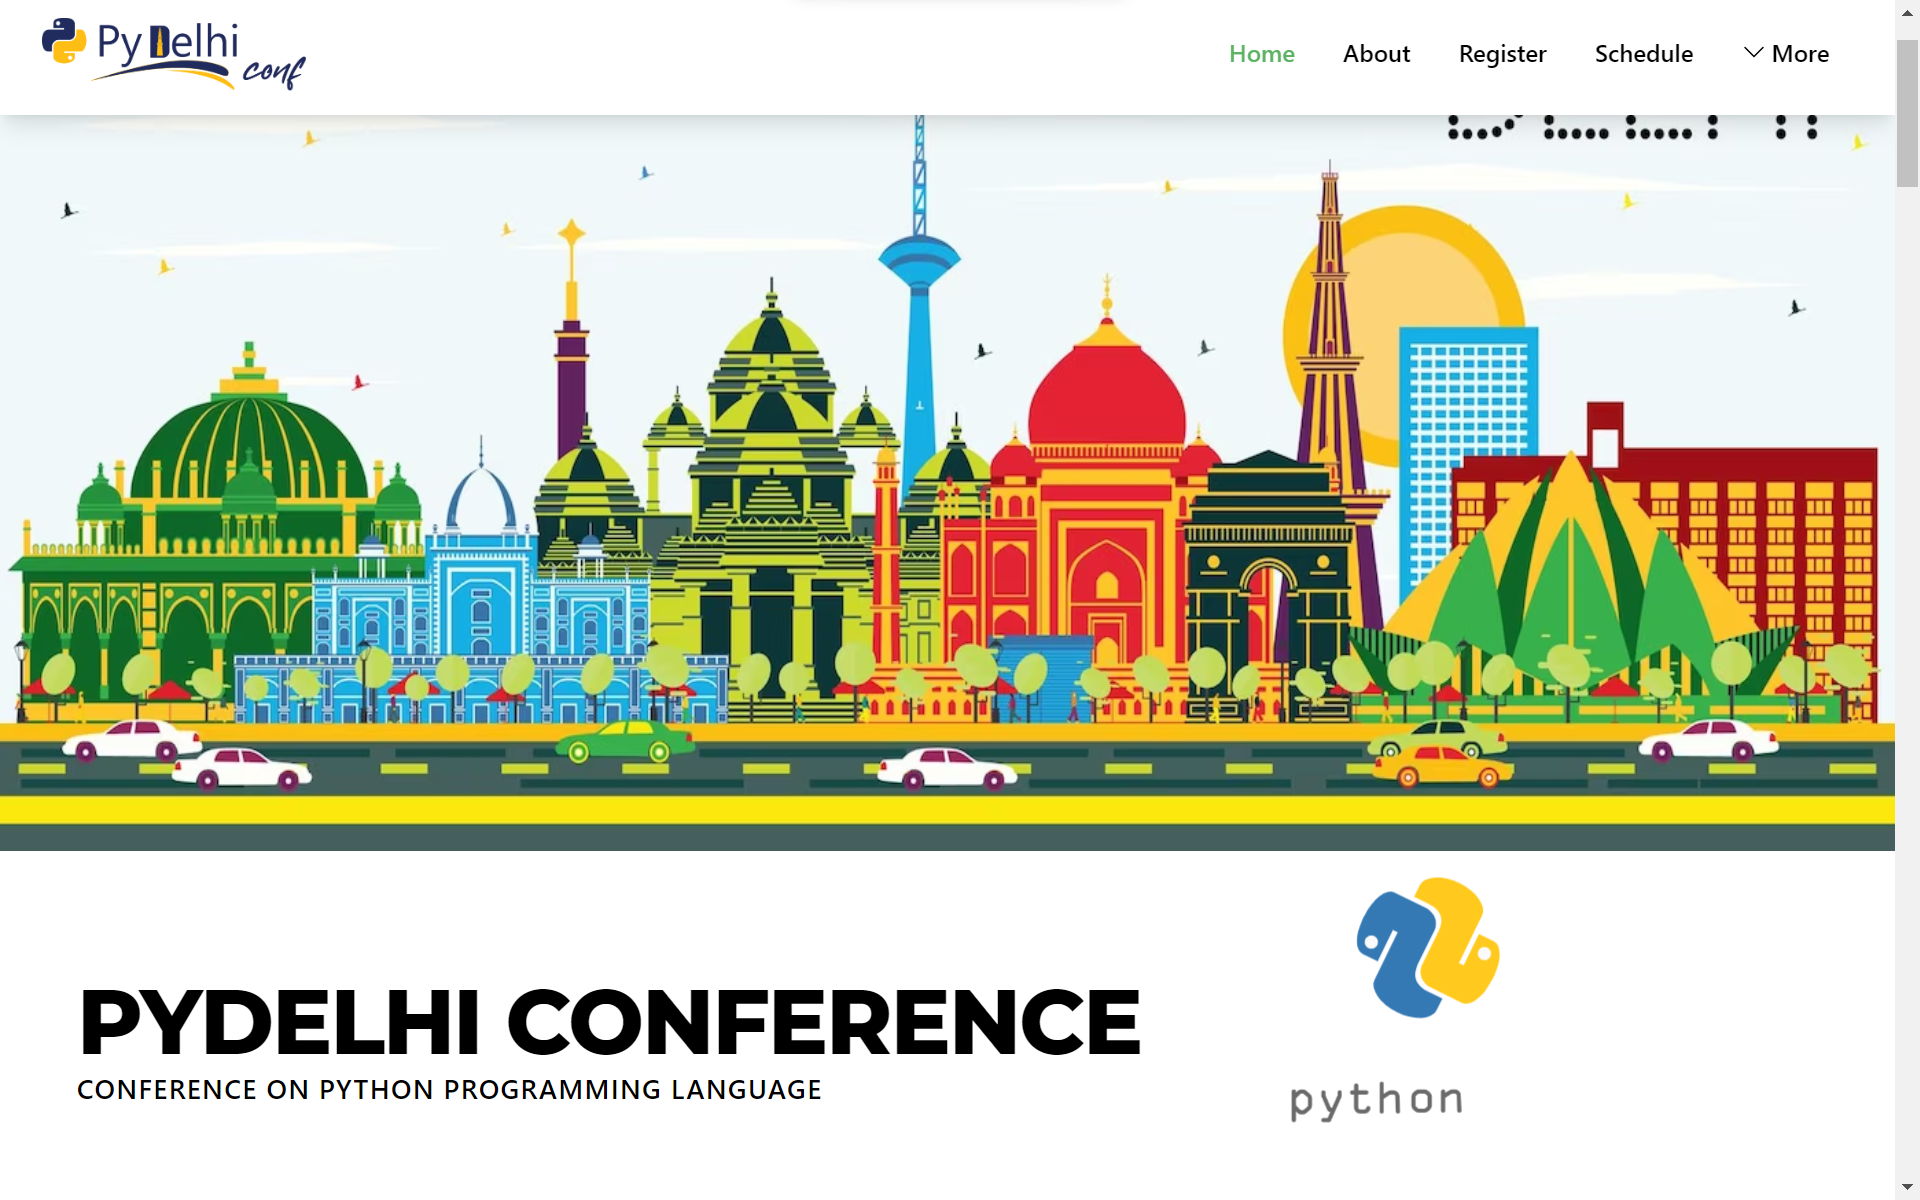 PyDelhi
conf
Home
About
Register
Schedule
More
PYDELHI CONFERENCE
CONFERENCE ON PYTHON PROGRAMMING LANGUAGE
python